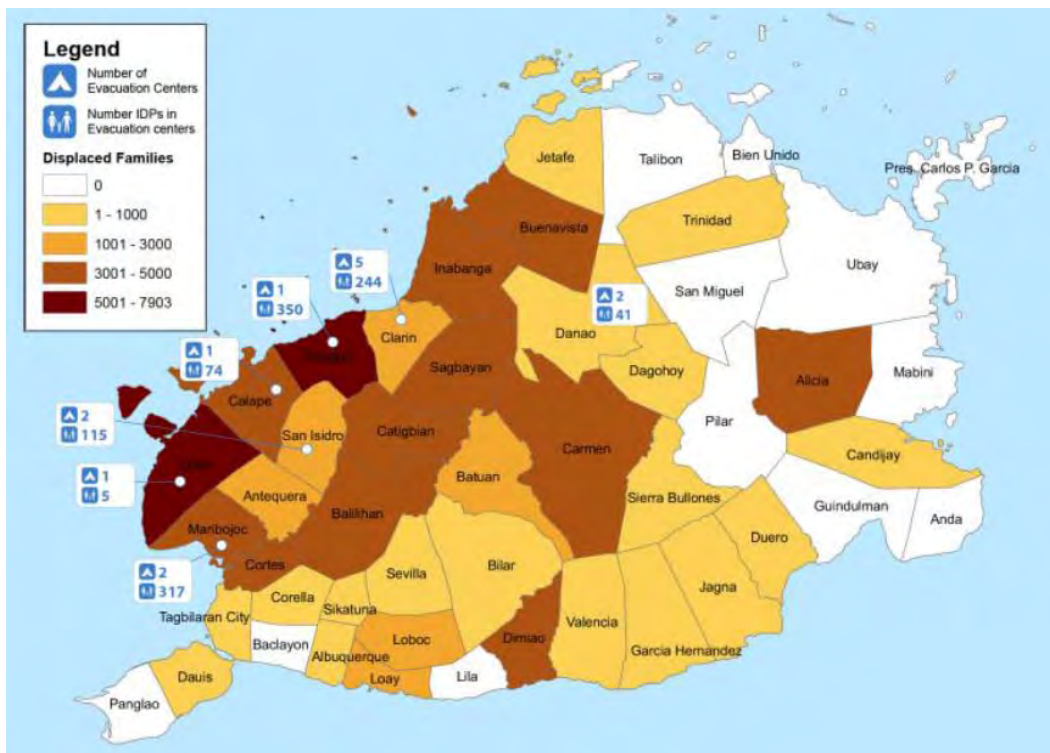 Legend
Number of
Evacuation Centers
Number IDPs in
Evacuation centers
Displaced Families
0
1 - 1000
1001 - 3000
3001 - 5000
5001 - 7903
Jetafe
Talibon
Bien Unido
Pres. Carlos P. Garcia
Trinidad
Buenavista
Inabanga
Ubay
San Miguel
5
244
1
350
2
41
Clarin
Danao
Sagbayan
Dagohoy
Alicia
Mabini
1
74
Calape
2
115
San Isidro
Catigbian
Carmen
Pilar
Candijay
1
5
Batuan
Antequera
Sierra Bullones
Guindulman
Anda
Balilihan
Maribojoc
Duero
2
317
Cortes
Sevilla
Bilar
Jagna
Corella
Sikatuna
Tagbilaran City
Valencia
Baclayon
Loboc
Dimiao
Albuquerque
Garcia Hernandez
Dauis
Loay
Lila
Panglao